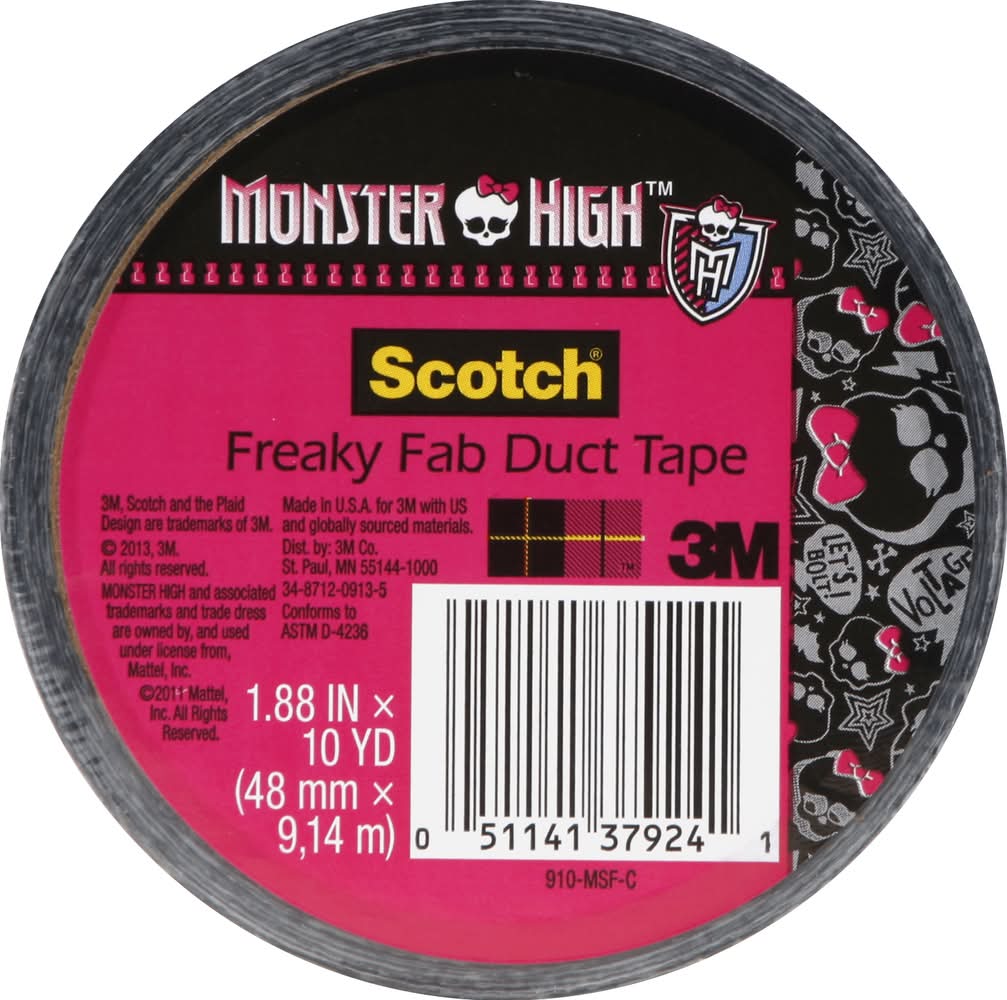 MONSTER HIGH™
MH
Scotch®
Freaky Fab Duct Tape
3M, Scotch and the Plaid
Design are trademarks of 3M.
© 2013, 3M.
All rights reserved.
MONSTER HIGH and associated
trademarks and trade dress
are owned by, and used
under license from,
Mattel, Inc.
©2011 Mattel,
Inc. All Rights
Reserved.
Made in U.S.A. for 3M with US
and globally sourced materials.
Dist. by: 3M Co.
St. Paul, MN 55144-1000
34-8712-0913-5
Conforms to
ASTM D-4236
TM
3M
LET'S
BOLT!
VOLTAG
1.88 IN ×
10 YD
(48 mm ×
9,14 m)
0 51141 37924 1
910-MSF-C